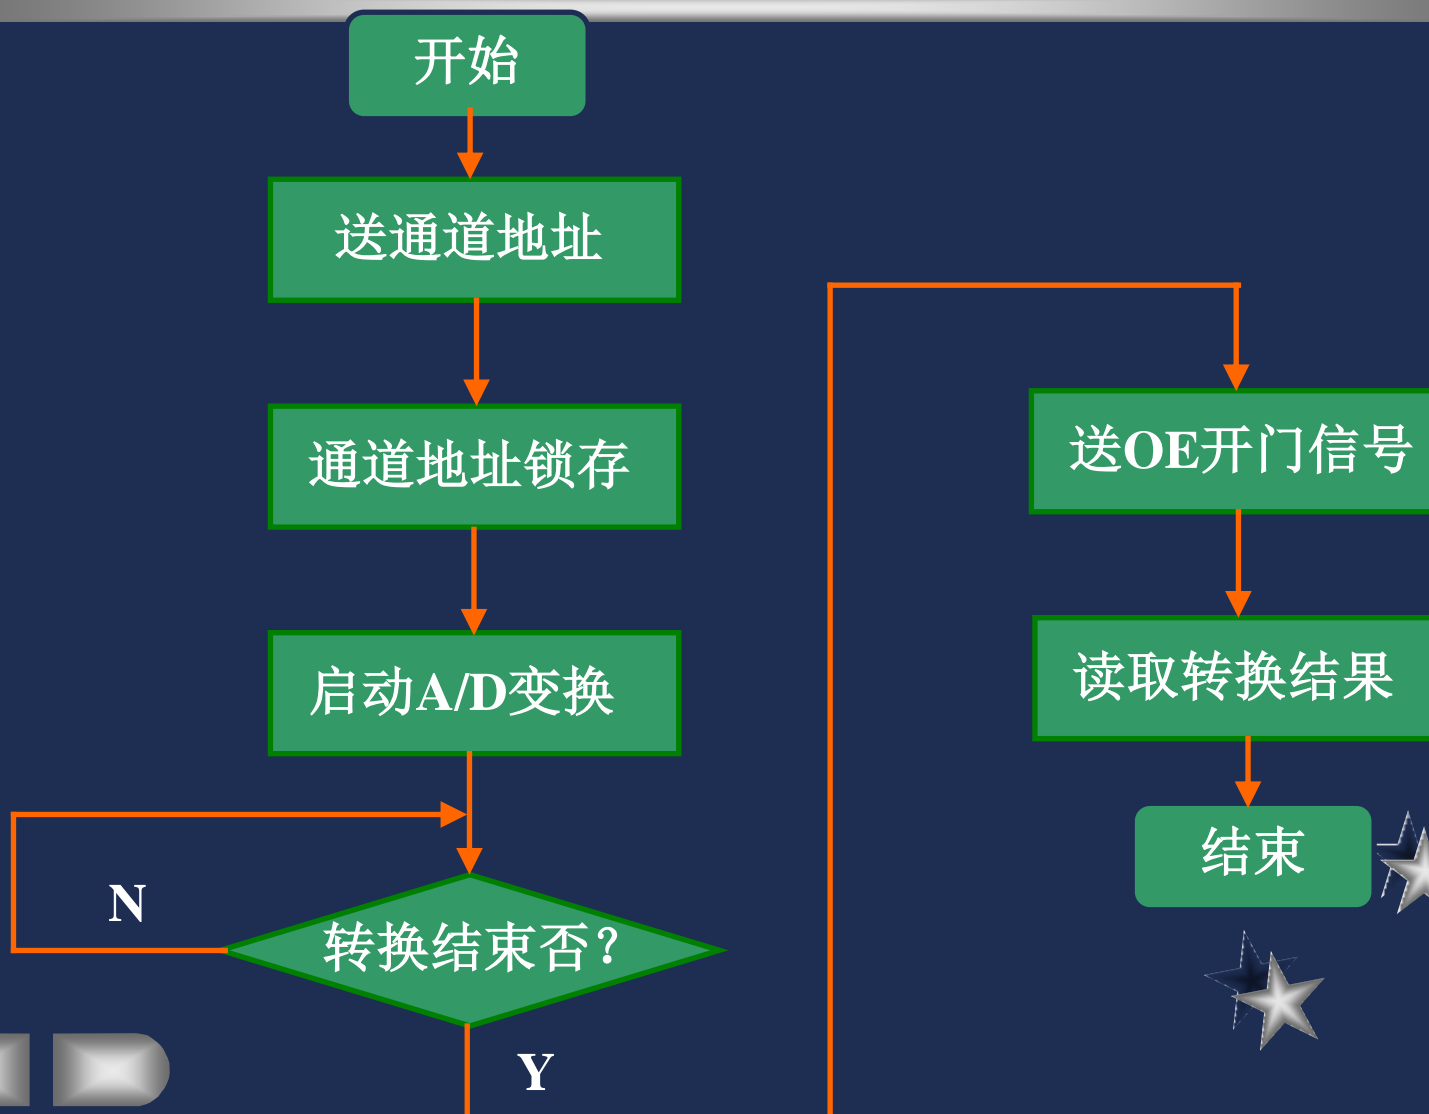 开始
送通道地址
通道地址锁存
启动A/D变换
N
转换结束否？
Y
送OE开门信号
读取转换结果
结束